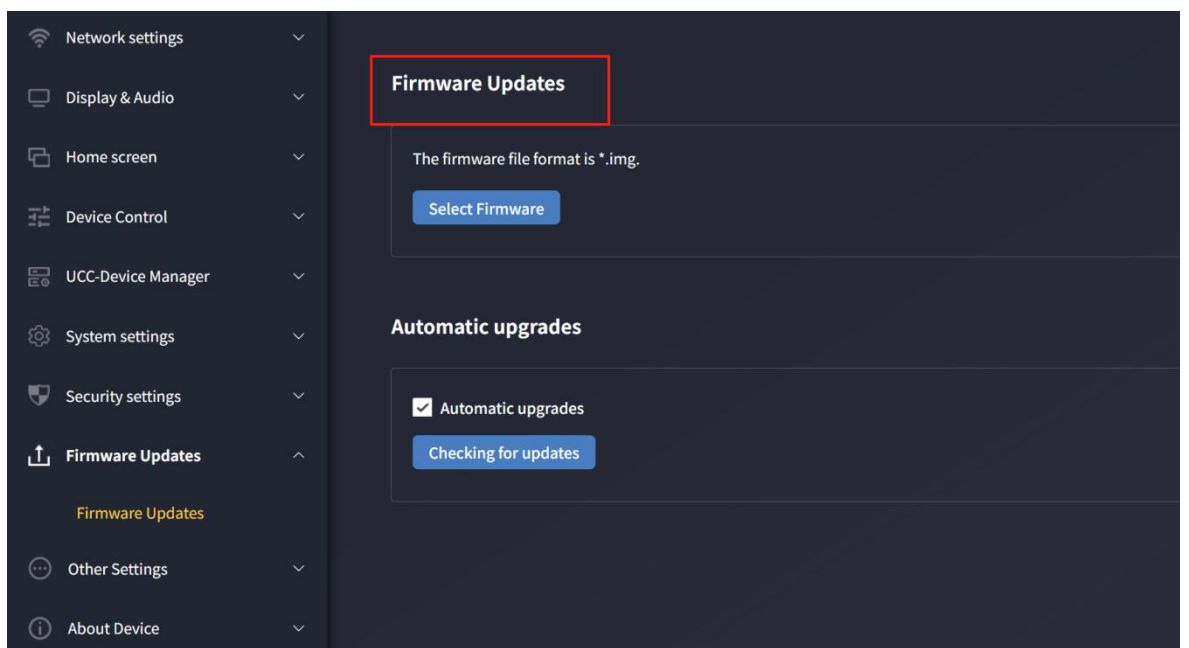 Network settings
Display & Audio
Home screen
Device Control
UCC-Device Manager
System settings
Security settings
Firmware Updates
Firmware Updates
Other Settings
About Device
Firmware Updates
The firmware file format is *.img.
Select Firmware
Automatic upgrades
Automatic upgrades
Checking for updates